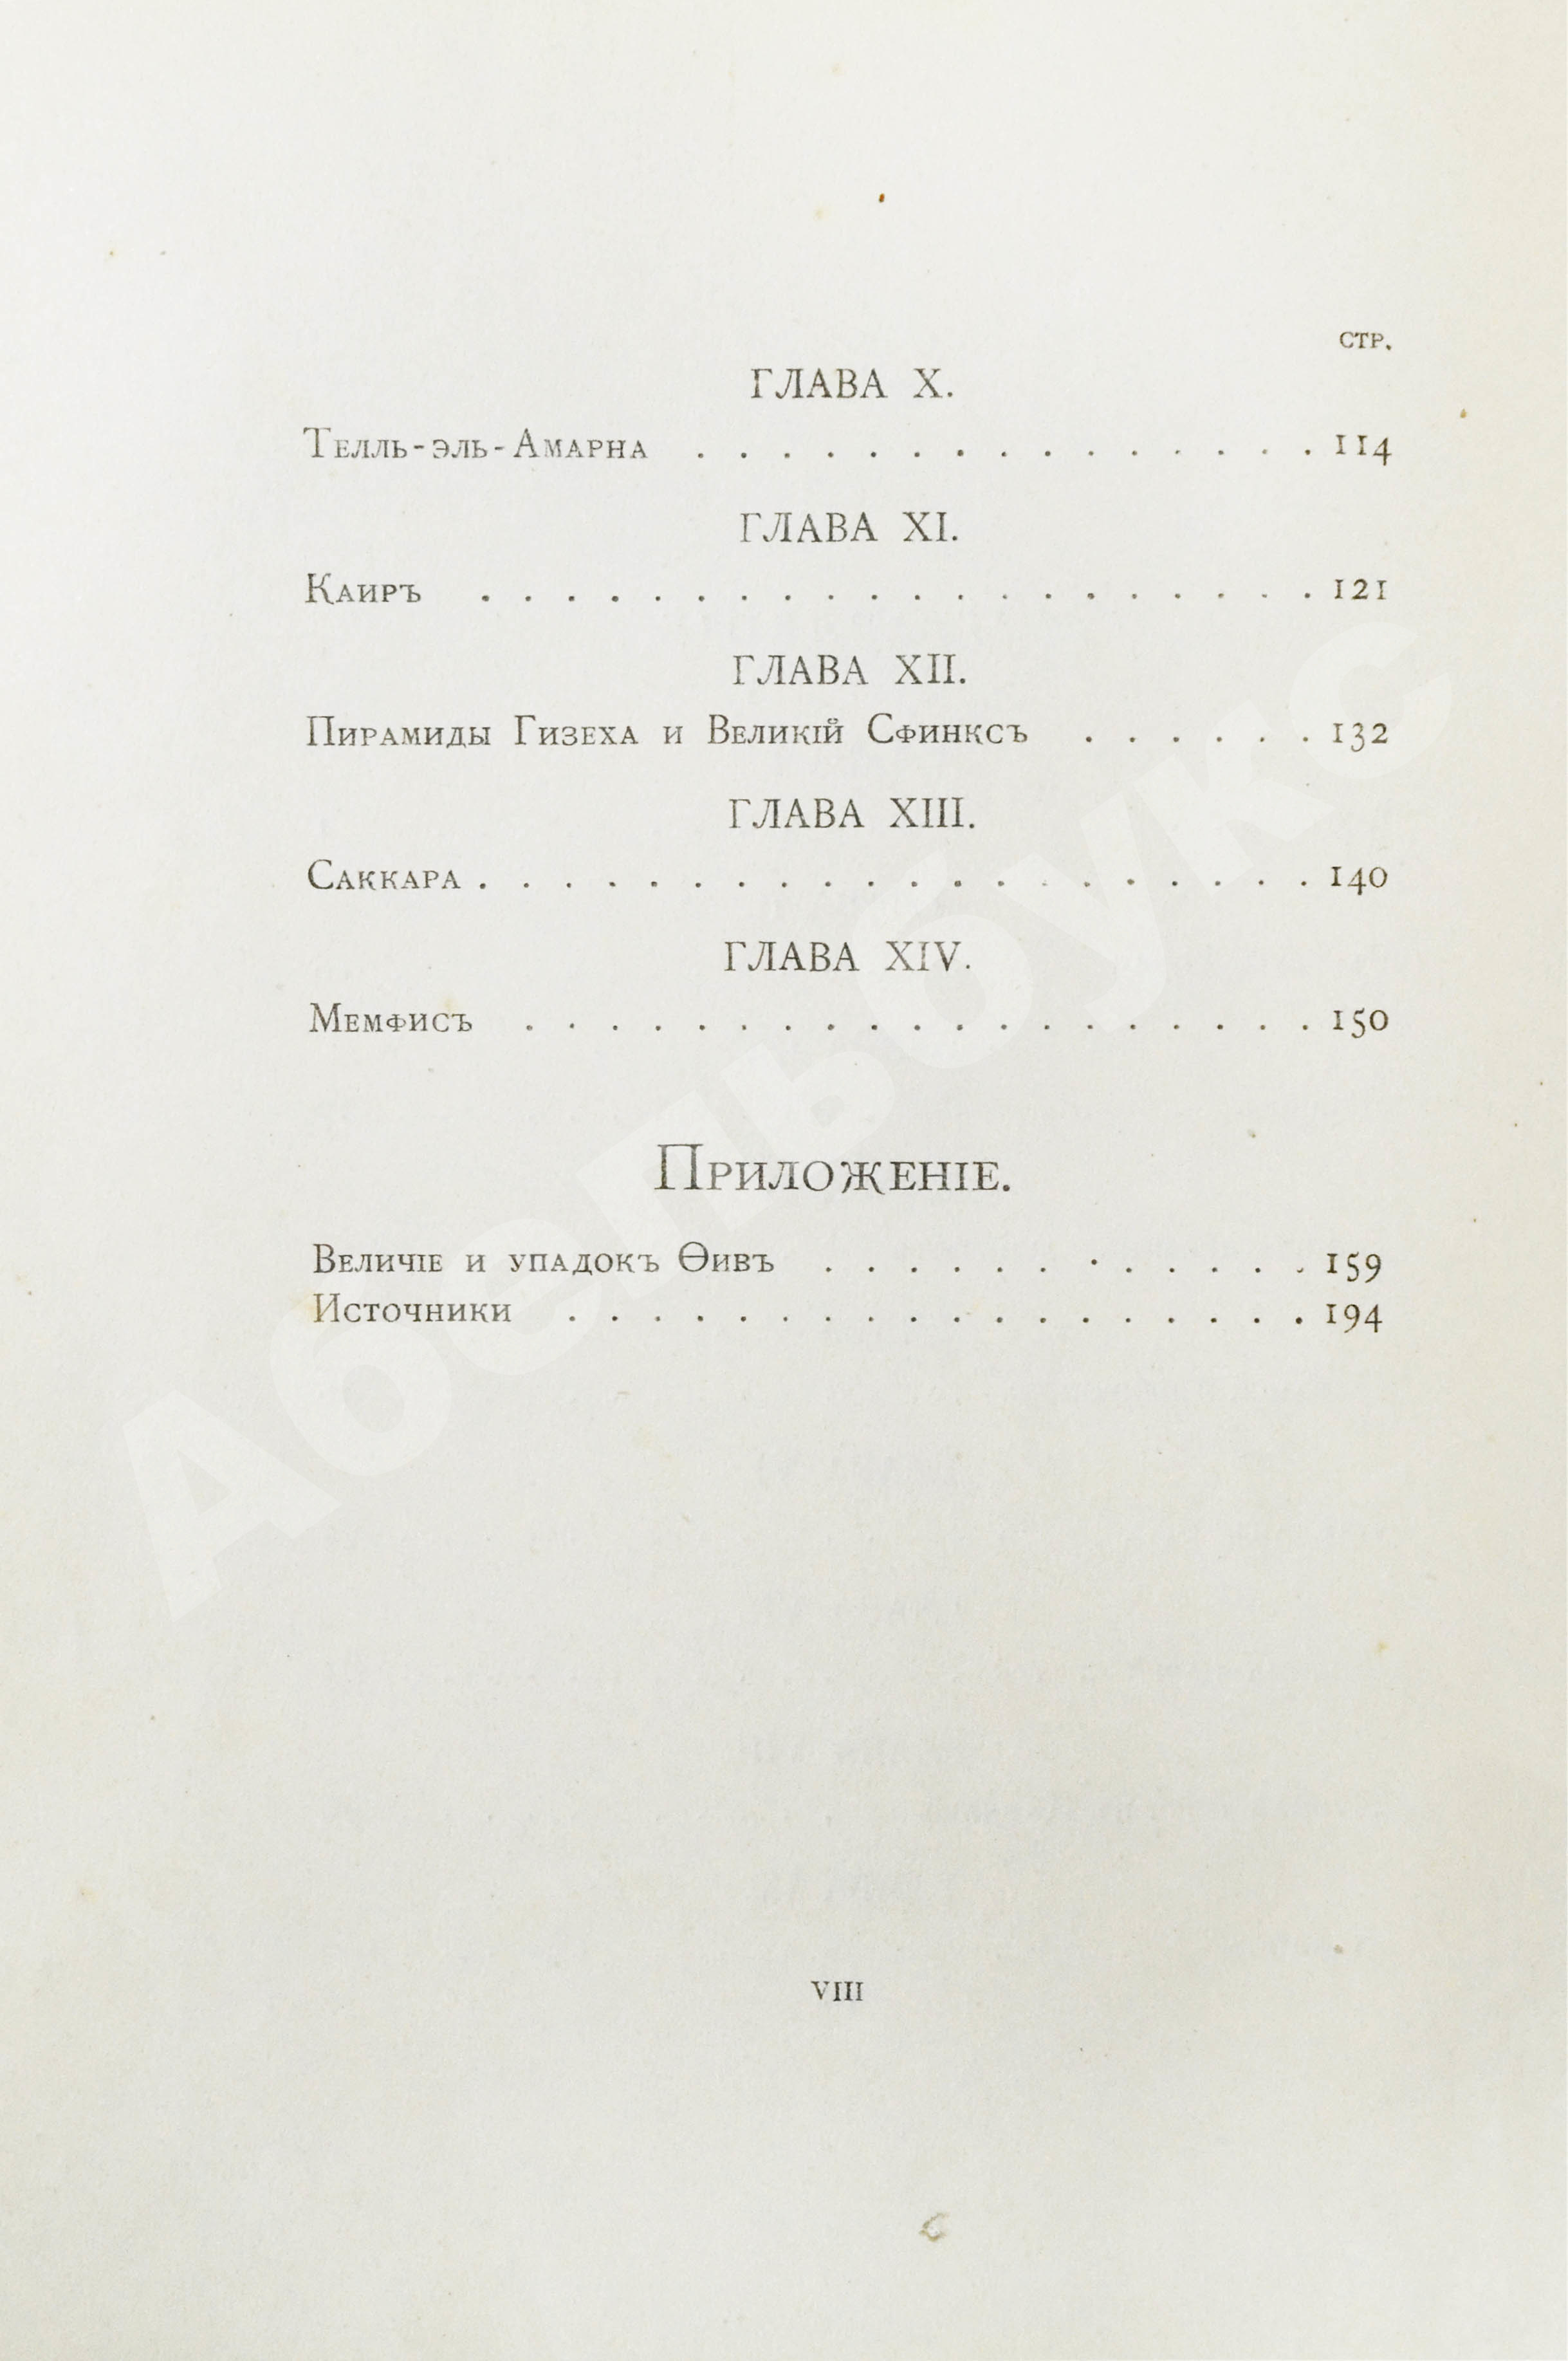 СТР.
ГЛАВА X.
Телль-эль-Амарна . . . . . . . . . . . . . . . 114
ГЛАВА XI.
Каиръ . . . . . . . . . . . . . . . . . . . . 121
ГЛАВА XII.
Пирамиды Гизеха и Великій Сфинксъ . . . . . . 132
ГЛАВА XIII.
Саккара . . . . . . . . . . . . . . . . . . . . 140
ГЛАВА XIV.
Мемфисъ . . . . . . . . . . . . . . . . . . . 150
Приложеніе.
Величіе и упадокъ Ѳивъ . . . . . . . . . . . . 159
Источники . . . . . . . . . . . . . . . . . . 194
VIII
Абельбукс